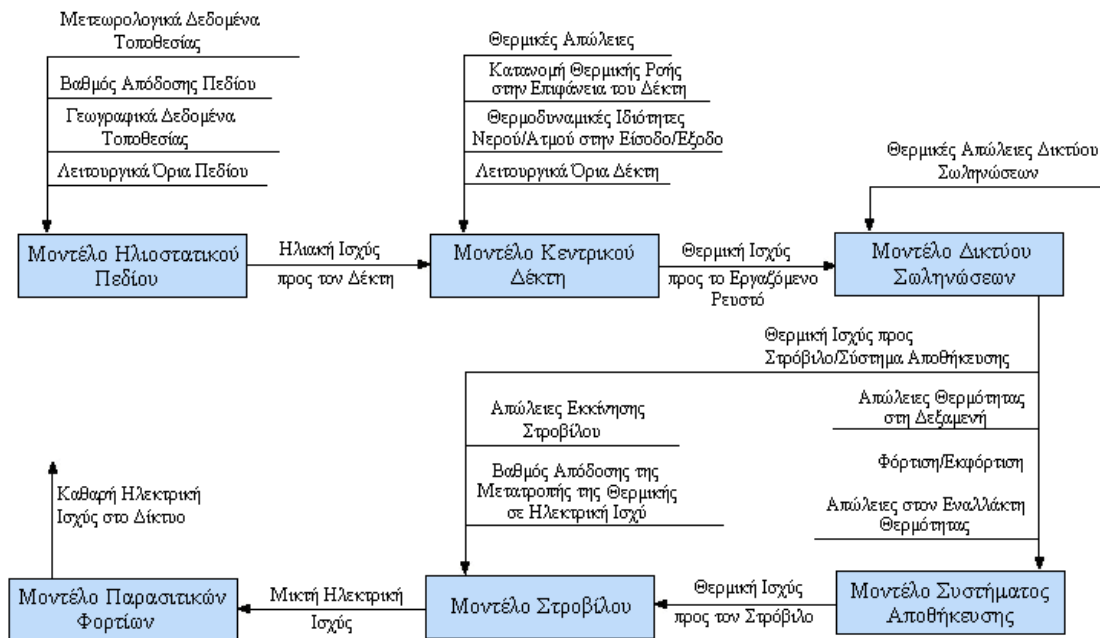 Μετεωρολογικά Δεδομένα
Τοποθεσίας
Βαθμός Απόδοσης Πεδίου
Γεωγραφικά Δεδομένα
Τοποθεσίας
Λειτουργικά Όρια Πεδίου
Θερμικές Απώλειες
Κατανομή Θερμικής Ροής
στην Επιφάνεια του Δέκτη
Θερμοδυναμικές Ιδιότητες
Νερού/Ατμού στην Είσοδο/Έξοδο
Λειτουργικά Όρια Δέκτη
Θερμικές Απώλειες Δικτύου
Σωληνώσεων
Μοντέλο Ηλιοστατικού
Πεδίου
Ηλιακή Ισχύς
προς τον Δέκτη
Μοντέλο Κεντρικού
Δέκτη
Θερμική Ισχύς
προς το Εργαζόμενο
Ρευστό
Μοντέλο Δικτύου
Σωληνώσεων
Θερμική Ισχύς προς
Στρόβιλο/Σύστημα Αποθήκευσης
Απώλειες Εκκίνησης
Στροβίλου
Βαθμός Απόδοσης της
Μετατροπής της Θερμικής
σε Ηλεκτρική Ισχύ
Απώλειες Θερμότητας
στη Δεξαμενή
Φόρτιση/Εκφόρτιση
Απώλειες στον Εναλλάκτη
Θερμότητας
Καθαρή Ηλεκτρική
Ισχύς στο Δίκτυο
Μοντέλο Παρασιτικών
Φορτίων
Μικτή Ηλεκτρική
Ισχύς
Μοντέλο Στροβίλου
Θερμική Ισχύς
προς τον Στρόβιλο
Μοντέλο Συστήματος
Αποθήκευσης